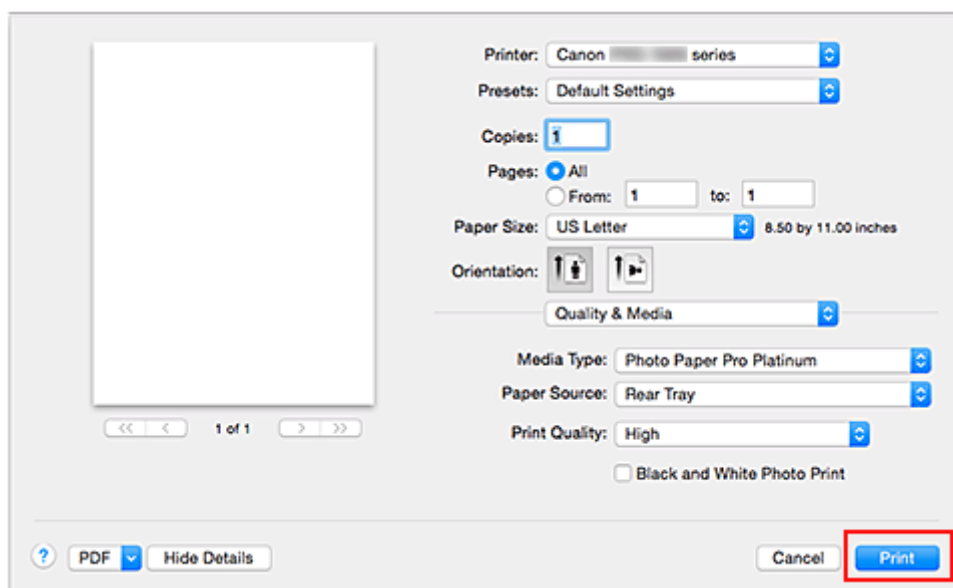 Printer: Canon series
Presets: Default Settings
Copies: 1
Pages: All
From: 1 to: 1
Paper Size: US Letter 8.50 by 11.00 inches
Orientation:
Quality & Media
Media Type: Photo Paper Pro Platinum
Paper Source: Rear Tray
1 of 1
Print Quality: High
Black and White Photo Print
? PDF Hide Details Cancel Print